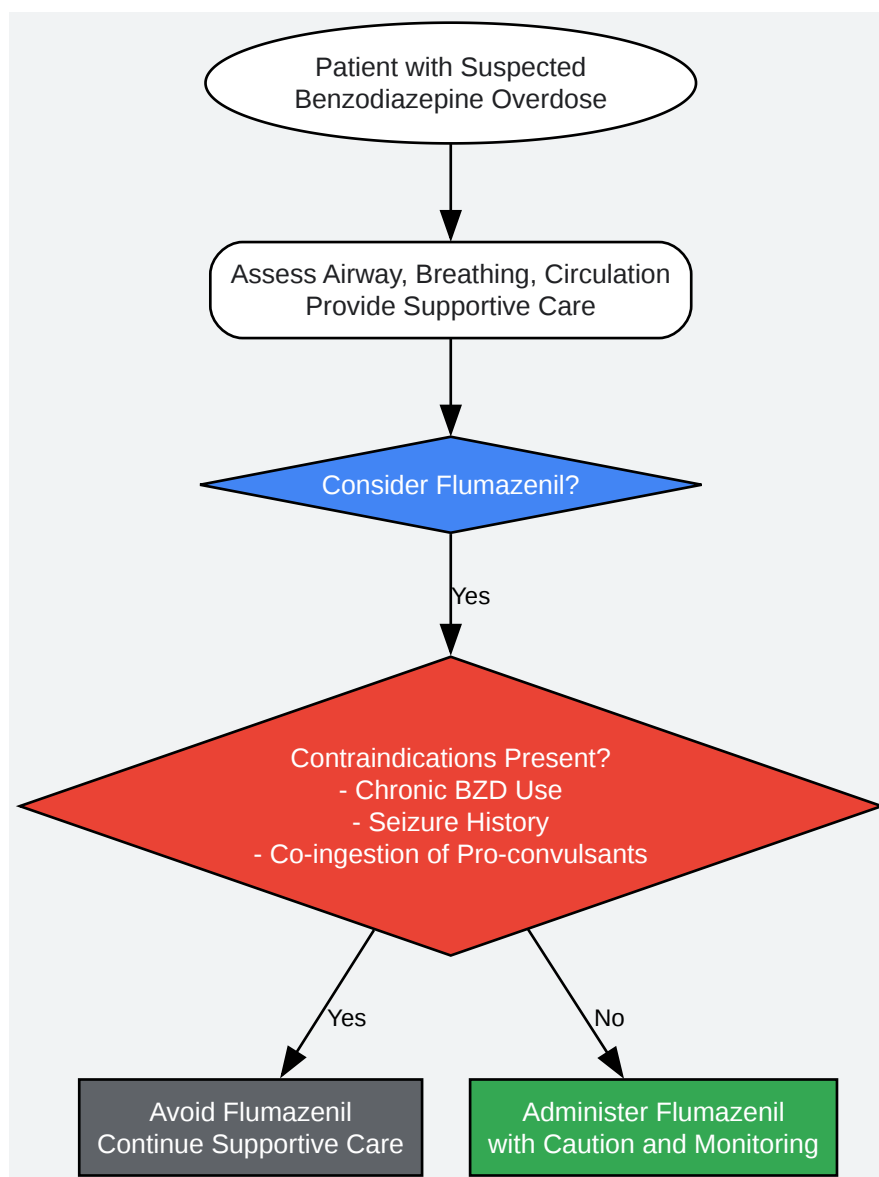 Patient with Suspected
Benzodiazepine Overdose
Assess Airway, Breathing, Circulation
Provide Supportive Care
Consider Flumazenil?
Yes
Contraindications Present?
- Chronic BZD Use
- Seizure History
- Co-ingestion of Pro-convulsants
Yes
No
Avoid Flumazenil
Continue Supportive Care
Administer Flumazenil
with Caution and Monitoring